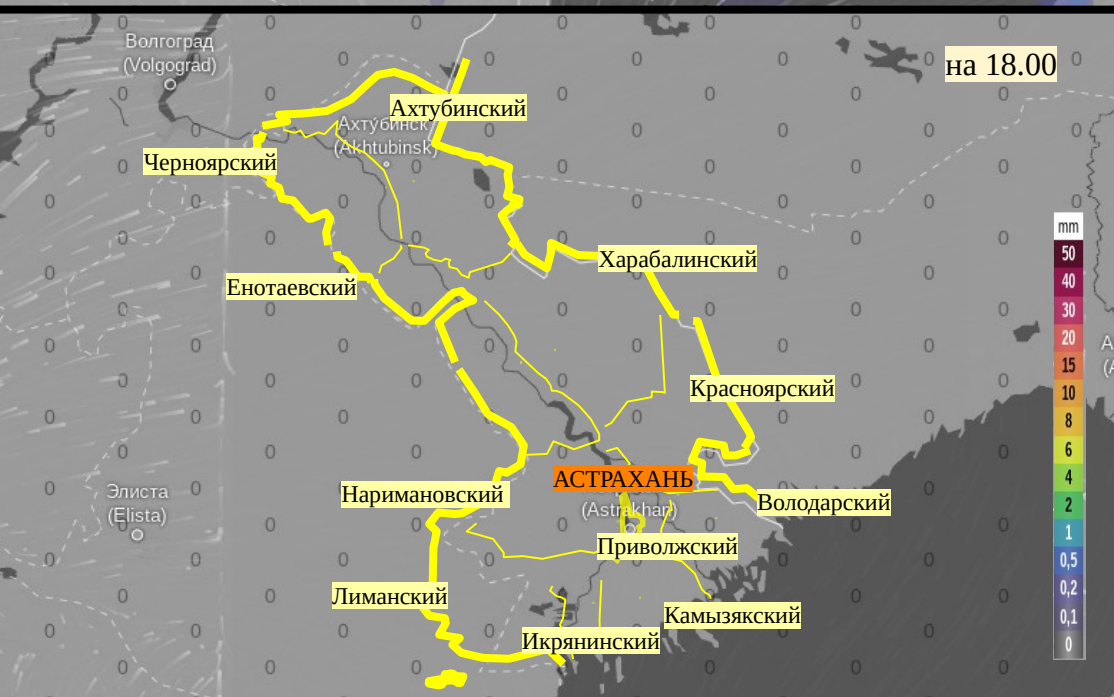 Волгоград
(Volgograd)
на 18.00
Ахтубинский
Ахту́бинск
(Akhtubinsk)
Черноярский
mm
50
40
30
20
15
10
8
6
4
2
1
0,5
0,2
0,1
0
Харабалинский
Енотаевский
Красноярский
АСТРАХАНЬ
(Astrakhan)
Элиста
(Elista)
Наримановский
Володарский
Приволжский
Лиманский
Камызякский
Икрянинский